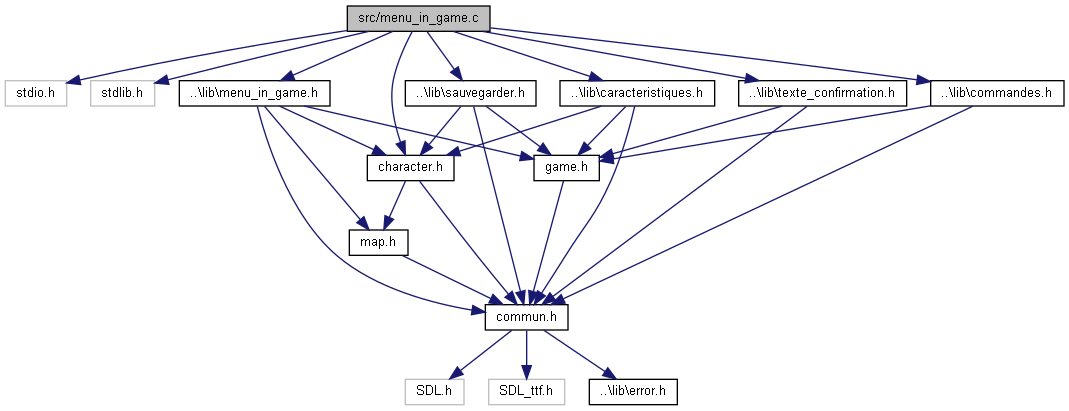 src/menu_in_game.c
stdio.h
stdlib.h
..\lib\menu_in_game.h
..\lib\sauvegarder.h
..\lib\caracteristiques.h
..\lib\texte_confirmation.h
..\lib\commandes.h
character.h
game.h
map.h
commun.h
SDL.h
SDL_ttf.h
..\lib\error.h